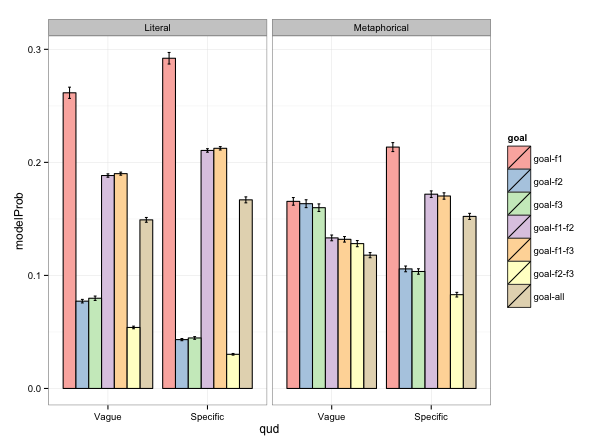 Literal
Metaphorical
modelProb
0.3
0.2
0.1
0.0
Vague
Specific
Vague
Specific
qud
goal
goal-f1
goal-f2
goal-f3
goal-f1-f2
goal-f1-f3
goal-f2-f3
goal-all